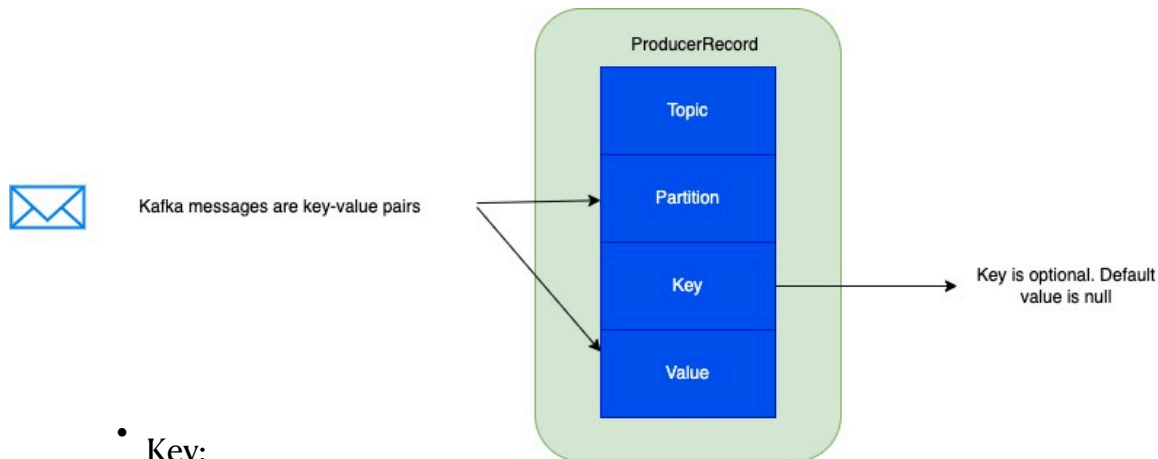 ProducerRecord
Topic
Partition
Kafka messages are key-value pairs
Key
Key is optional. Default
value is null
Value
• Key: